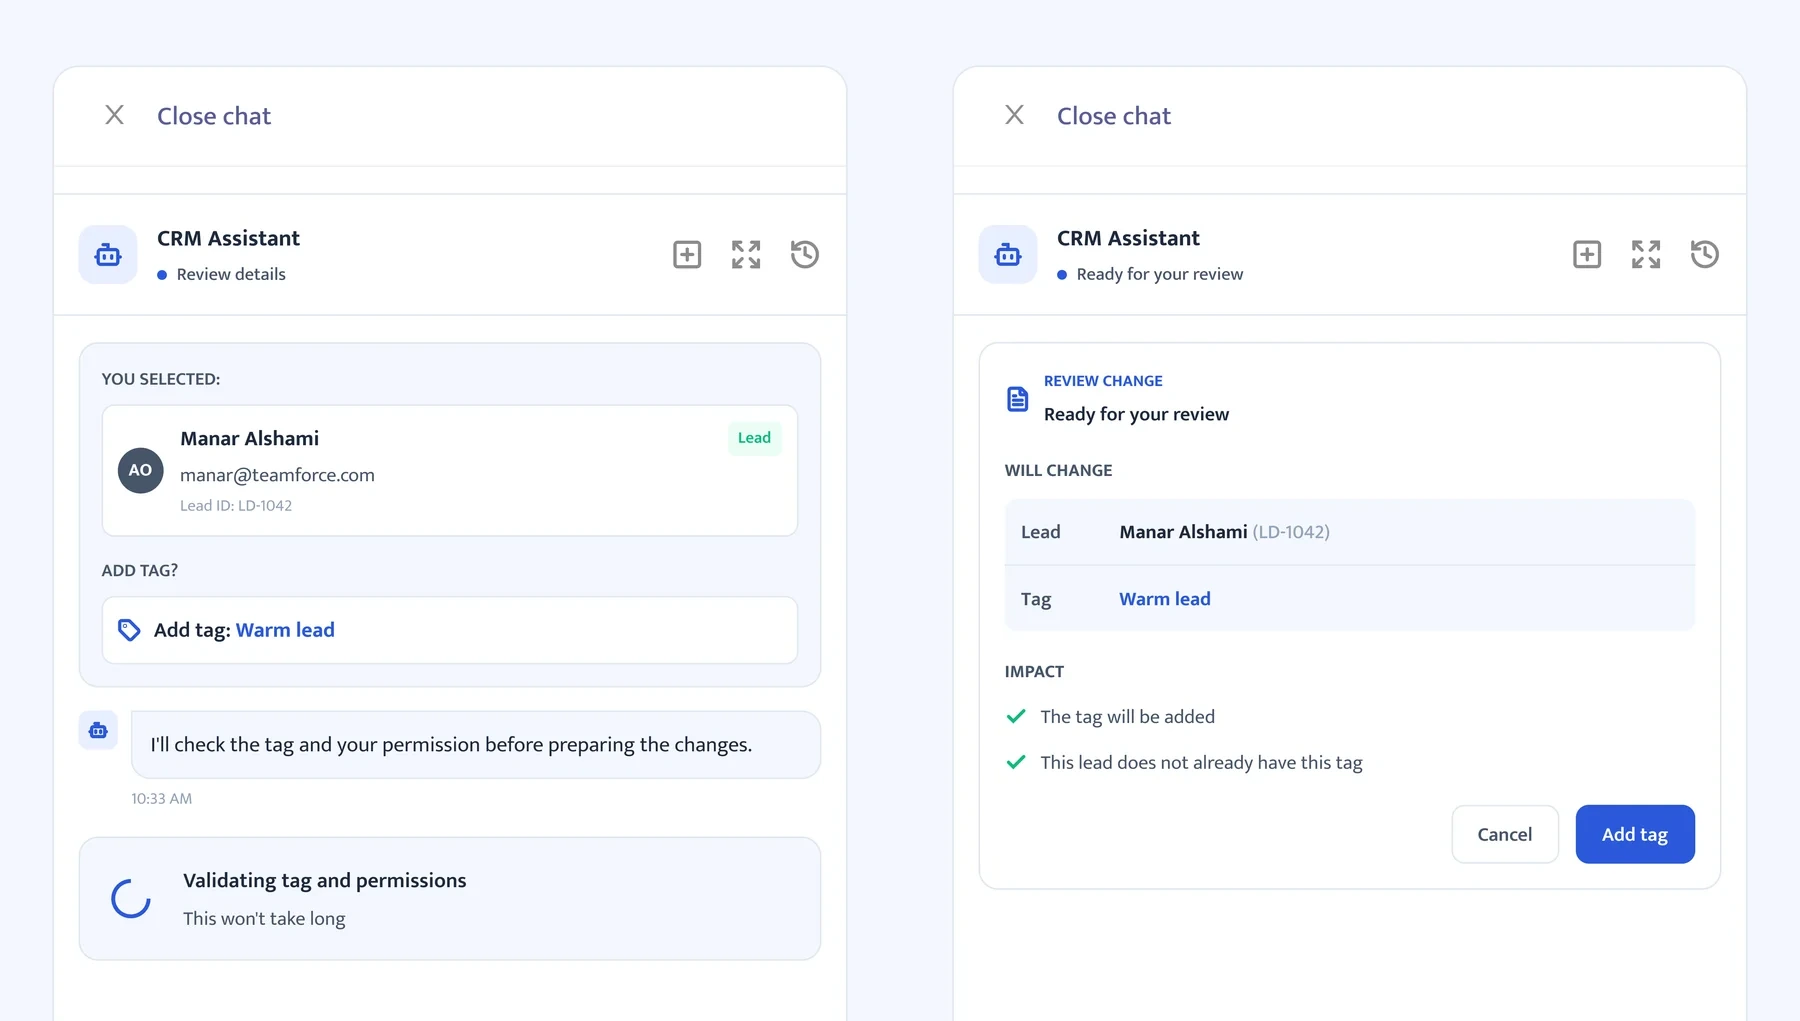 Close chat
CRM Assistant
Review details
YOU SELECTED:
AO
Manar Alshami
Lead
manar@teamforce.com
Lead ID: LD-1042
ADD TAG?
Add tag: Warm lead
I'll check the tag and your permission before preparing the changes.
10:33 AM
Validating tag and permissions
This won't take long
Close chat
CRM Assistant
Ready for your review
REVIEW CHANGE
Ready for your review
WILL CHANGE
Lead Manar Alshami (LD-1042)
Tag Warm lead
IMPACT
The tag will be added
This lead does not already have this tag
Cancel
Add tag